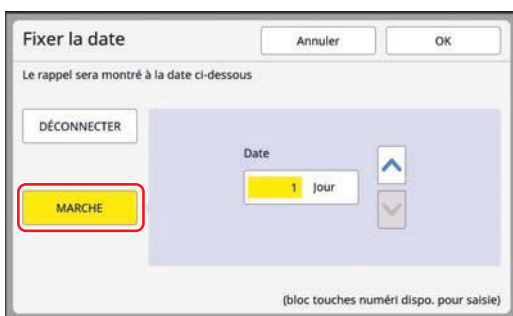 Fixer la date
Annuler
OK
Le rappel sera montré à la date ci-dessous
DÉCONNECTER
MARCHE
Date
1 Jour
(bloc touches numéri dispo. pour saisie)